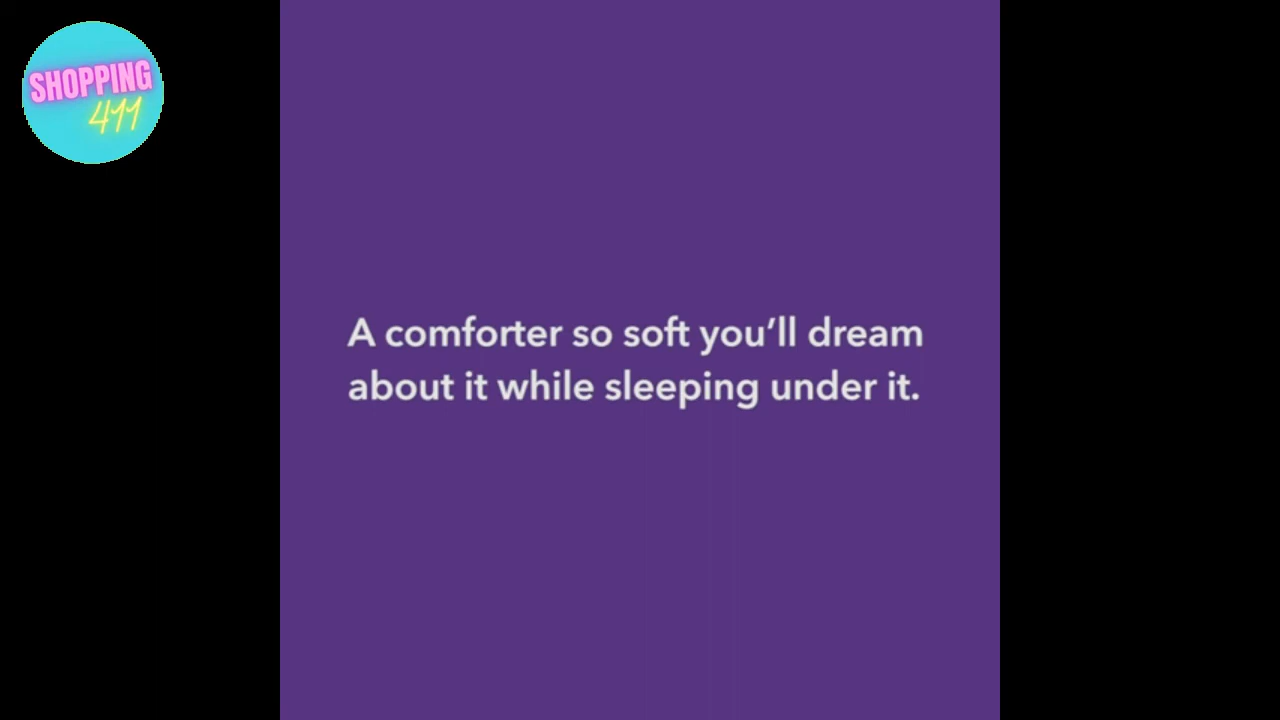 SHOPPING
411
A comforter so soft you’ll dream
about it while sleeping under it.